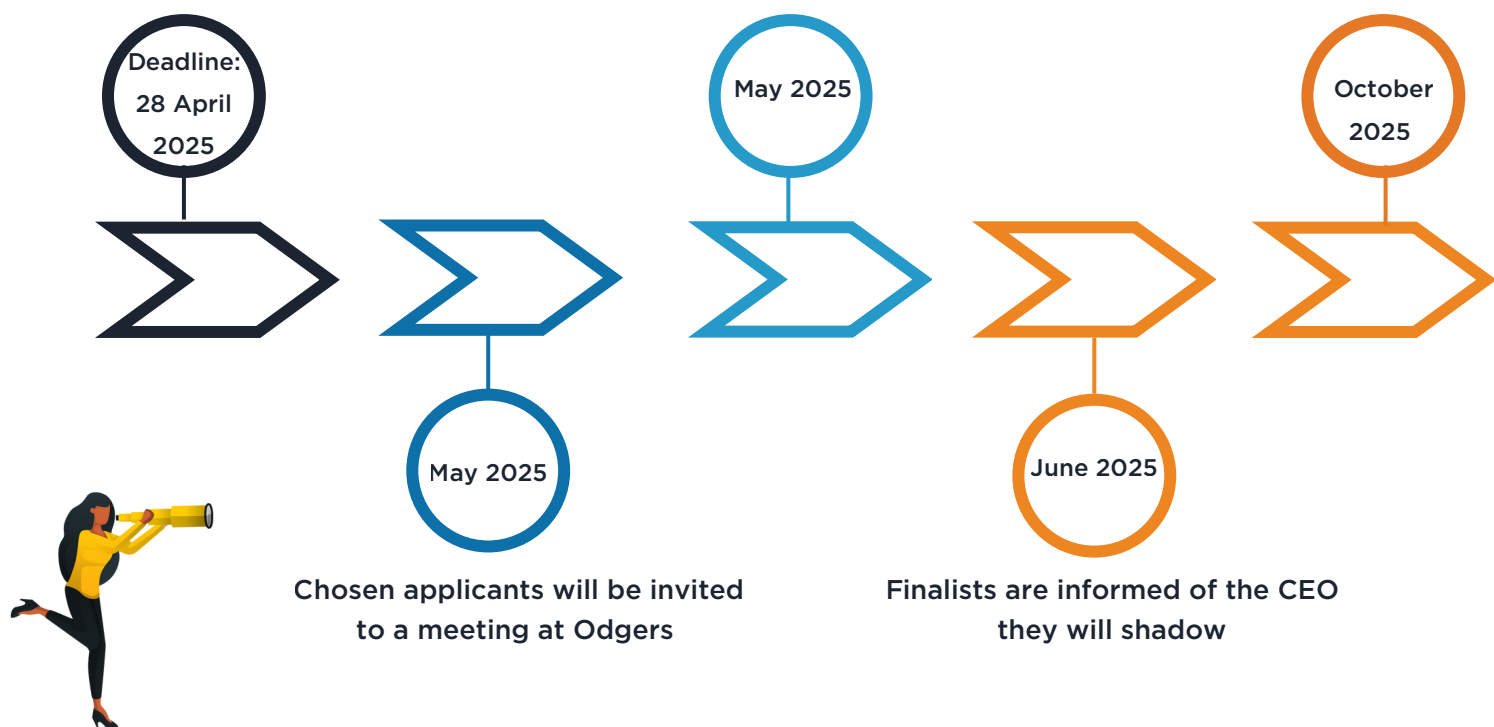 Deadline:
28 April
2025
May 2025
Chosen applicants will be invited
to a meeting at Odgers
May 2025
June 2025
Finalists are informed of the CEO
they will shadow
October
2025